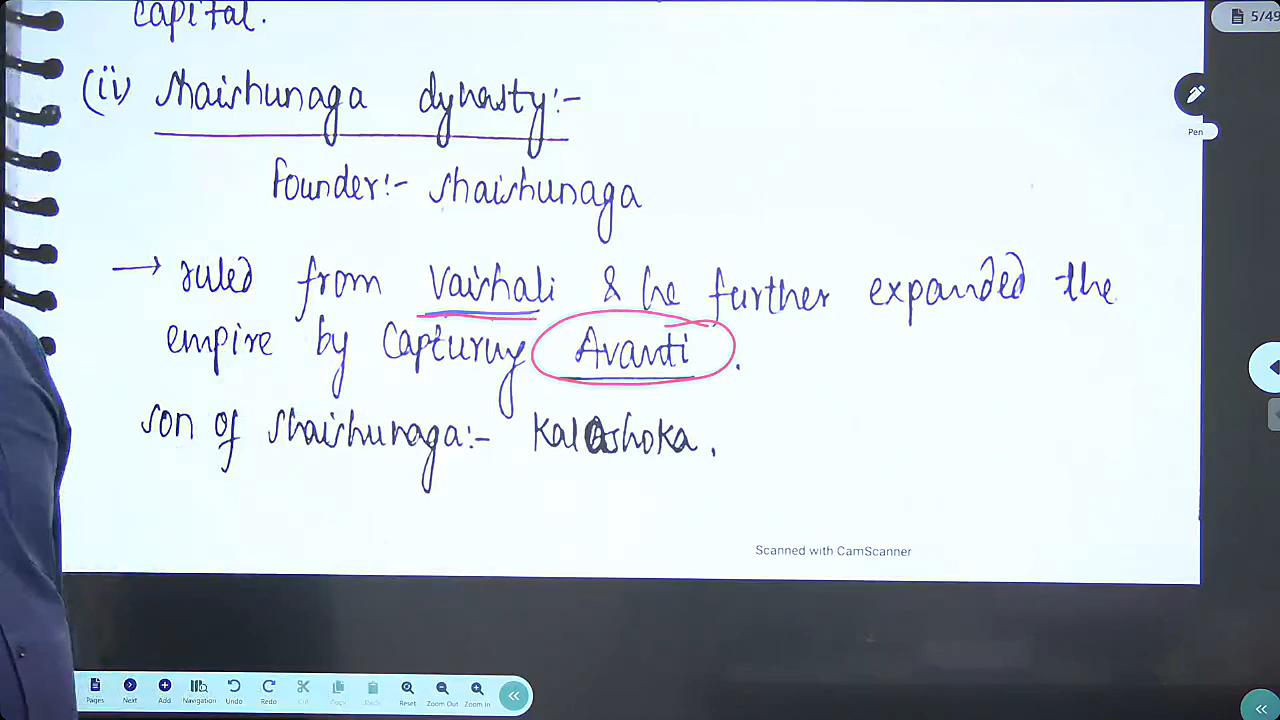 capital.
5/49
(ii) Shaishunaga dynasty:-
Pen
Founder:- Shaishunaga
→ ruled from Vaishali & he further expanded the
empire by Capturing Avanti.
Son of Shaishunaga:- Kalashoka.
Scanned with CamScanner
Pages Next Add Navigation Undo Redo Cut Copy Reset Zoom Out Zoom In